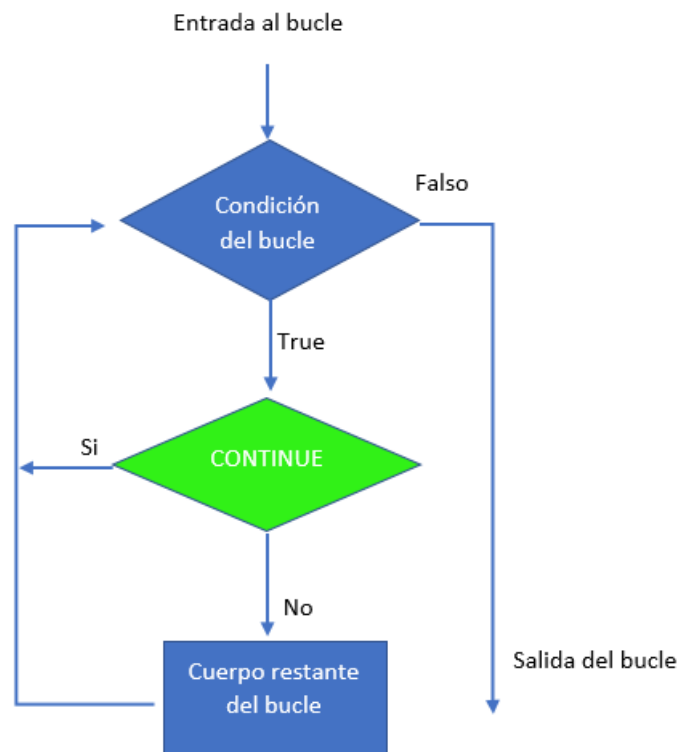 Entrada al bucle
Falso
Condición
del bucle
True
Si
CONTINUE
No
Cuerpo restante
del bucle
Salida del bucle